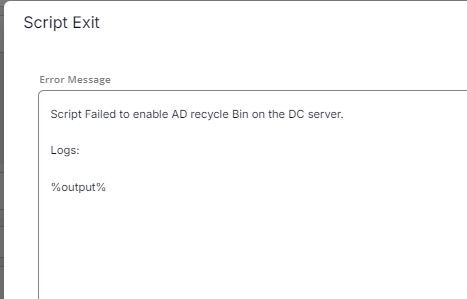 Script Exit
Error Message
Script Failed to enable AD recycle Bin on the DC server.
Logs:
%output%